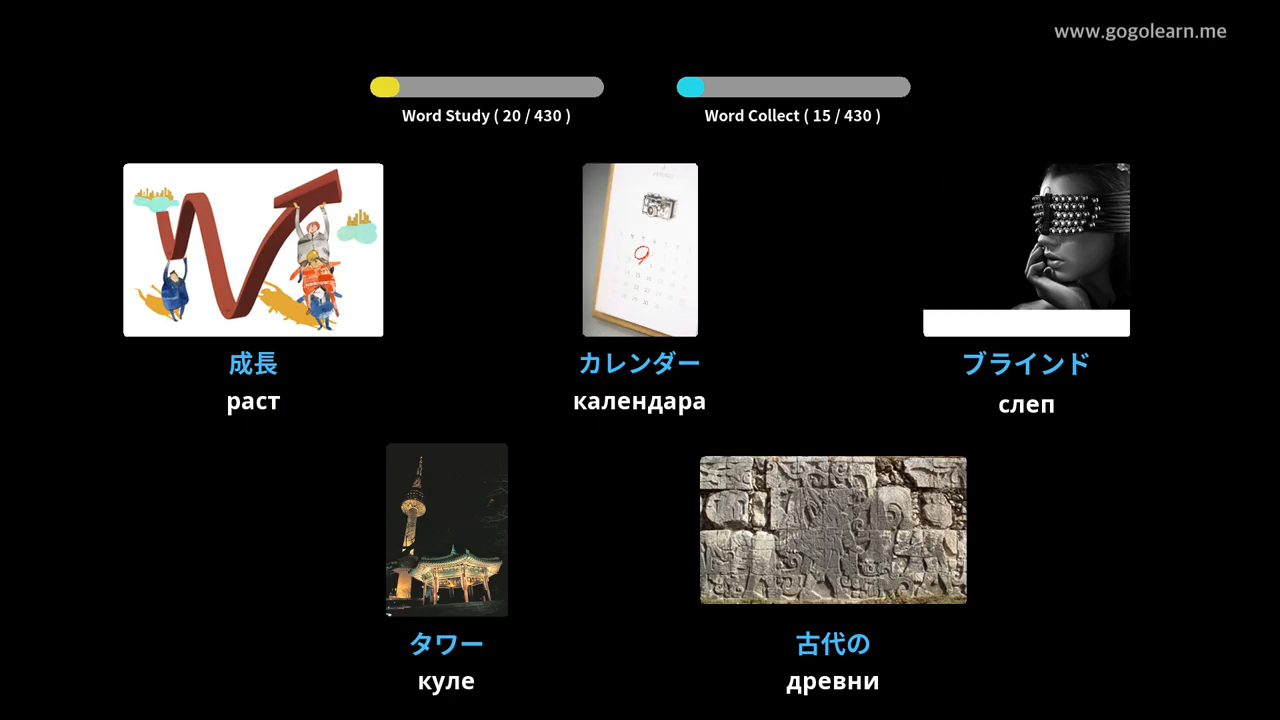 www.gogolearn.me
Word Study ( 20 / 430 )
Word Collect ( 15 / 430 )
成長
раст
カレンダー
календара
ブラインド
слеп
タワー
куле
古代の
древни